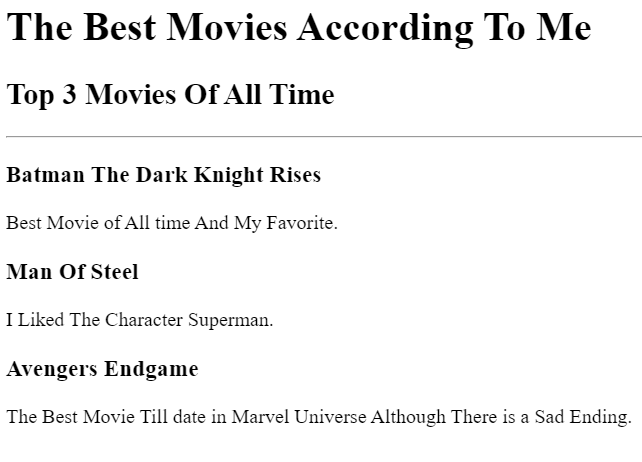 The Best Movies According To Me
Top 3 Movies Of All Time
Batman The Dark Knight Rises
Best Movie of All time And My Favorite.
Man Of Steel
I Liked The Character Superman.
Avengers Endgame
The Best Movie Till date in Marvel Universe Although There is a Sad Ending.